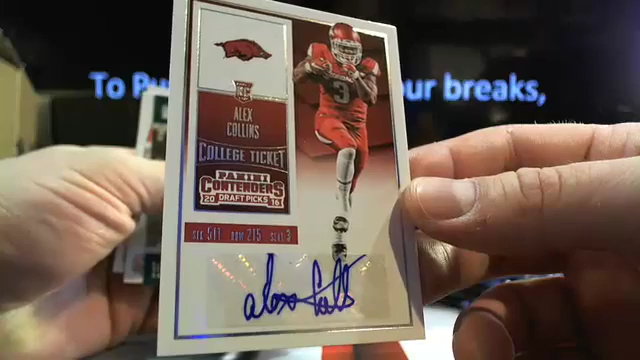 To Pu our breaks,
RC
ALEX
COLLINS
COLLEGE TICKET
PANINI
CONTENDERS
20 DRAFT PICKS 16
3
SEC 511 ROW 215 SEAT 3